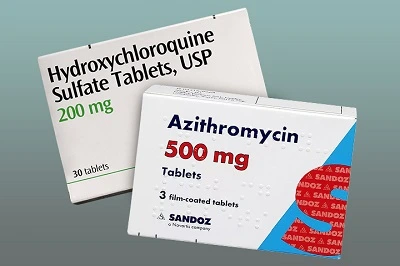 Hydroxychloroquine
Sulfate Tablets, USP
200 mg
30 tablets
Azithromycin
500 mg
Tablets
3 film-coated tablets
SANDOZ
a Novartis company
SANDOZ
SANDOZ